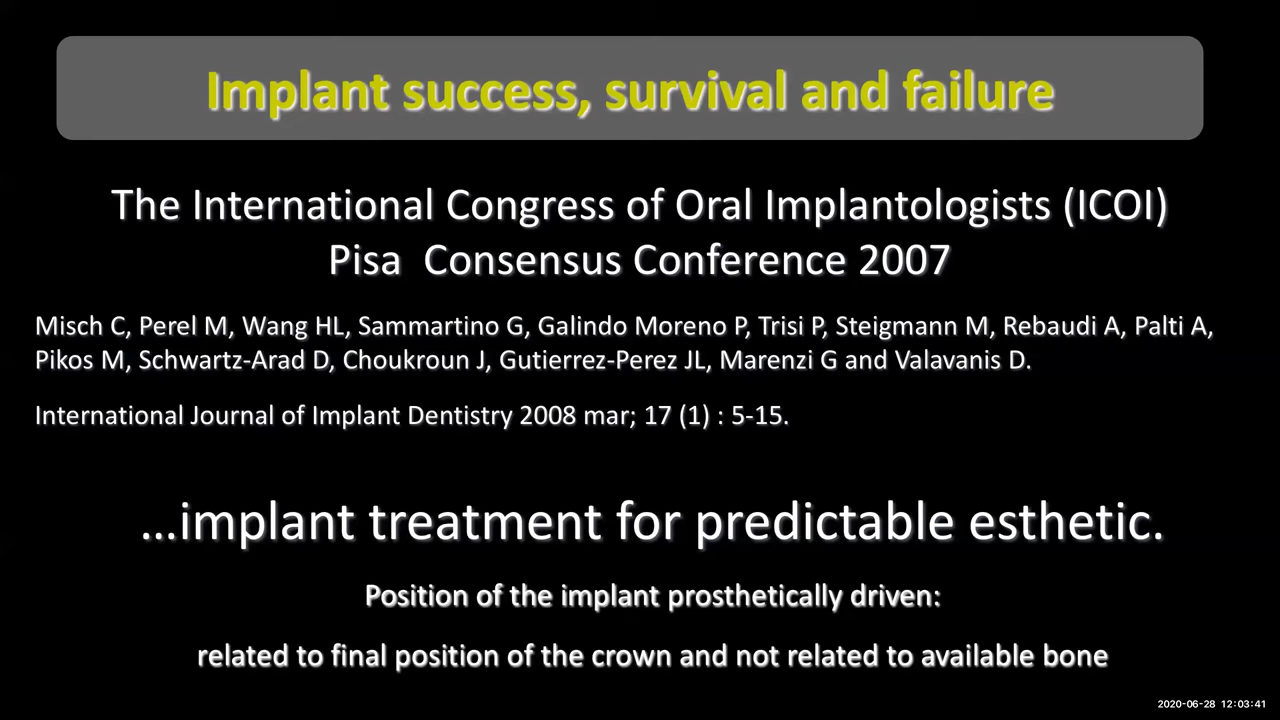 Implant success, survival and failure
The International Congress of Oral Implantologists (ICOI)
Pisa  Consensus Conference 2007
Misch C, Perel M, Wang HL, Sammartino G, Galindo Moreno P, Trisi P, Steigmann M, Rebaudi A, Palti A,
Pikos M, Schwartz-Arad D, Choukroun J, Gutierrez-Perez JL, Marenzi G and Valavanis D.
International Journal of Implant Dentistry 2008 mar; 17 (1) : 5-15.
...implant treatment for predictable esthetic.
Position of the implant prosthetically driven:
related to final position of the crown and not related to available bone
2020-06-28 12:03:41